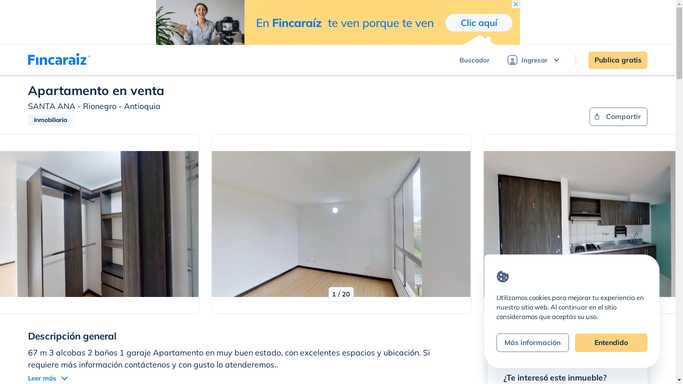 En Fincaraíz te ven porque te ven
Clic aquí
Fincaraíz
Buscador
Ingresar
Publica gratis
Apartamento en venta
SANTA ANA - Rionegro - Antioquia
Inmobiliaria
Compartir
1 / 20
Utilizamos cookies para mejorar tu experiencia en
nuestro sitio web. Al continuar en el sitio
consideramos que aceptas su uso.
Más información
Entendido
Descripción general
67 m 3 alcobas 2 baños 1 garaje Apartamento en muy buen estado, con excelentes espacios y ubicación. Si
requiere más información contáctenos y con gusto lo atenderemos..
Leer más
¿Te interesó este inmueble?